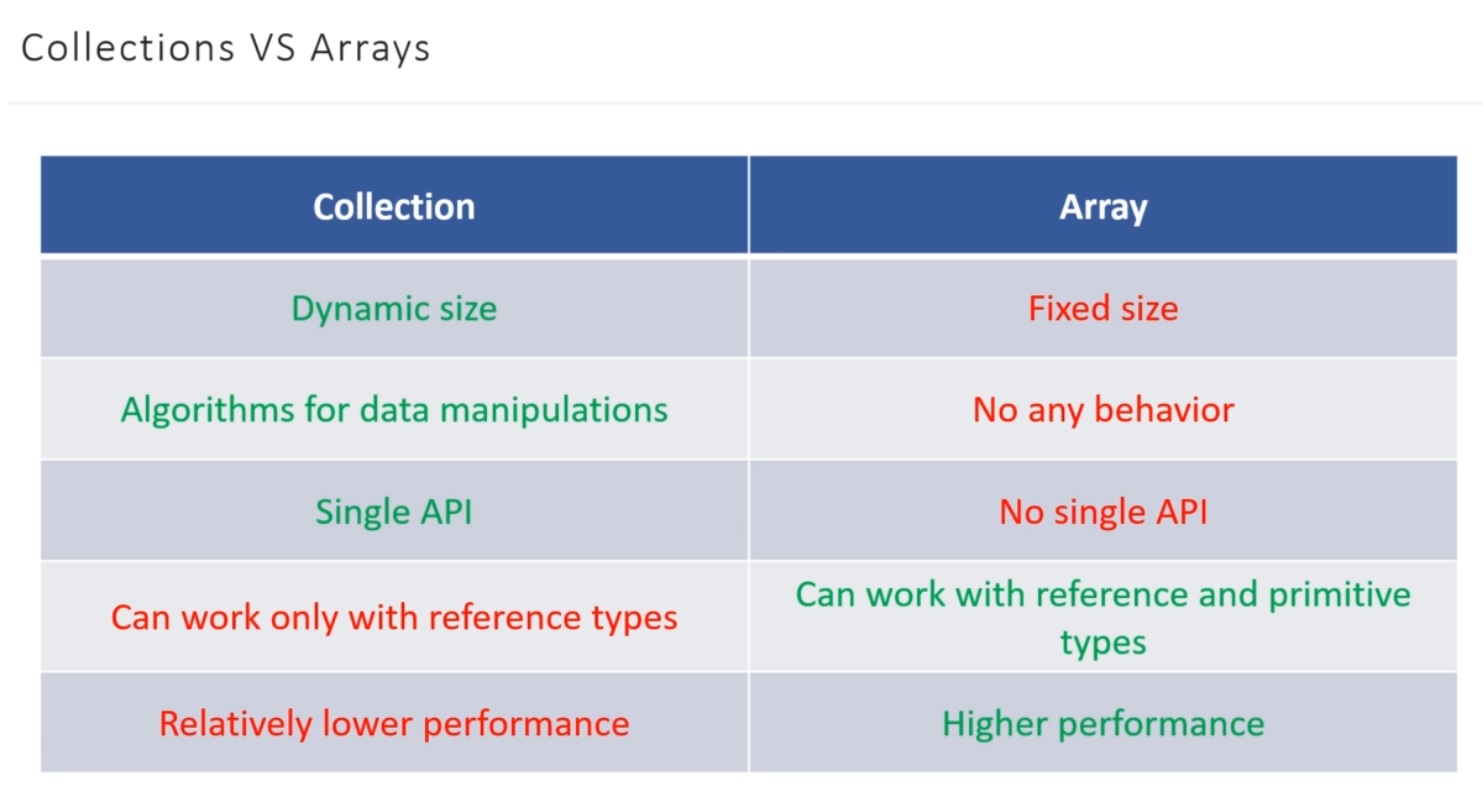 Collections VS Arrays
Collection
Array
Dynamic size
Fixed size
Algorithms for data manipulations
No any behavior
Single API
No single API
Can work only with reference types
Can work with reference and primitive
types
Relatively lower performance
Higher performance